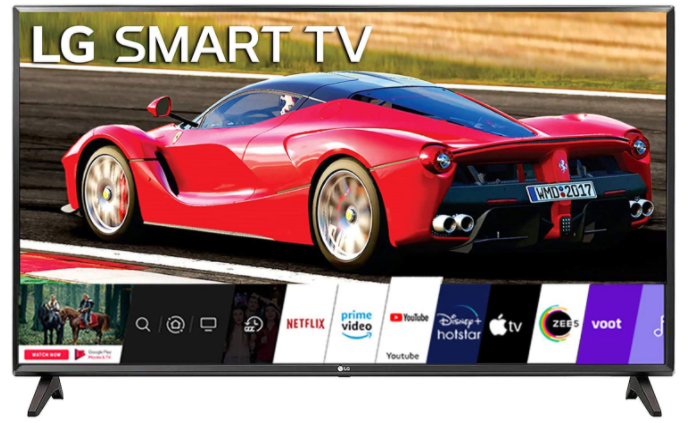 LG SMART TV
WMD 2017
WATCH NOW
Google Play
Movies & TV
NETFLIX
prime
video
YouTube
Youtube
Disney+
hotstar
tv
ZEE5
voot
LG